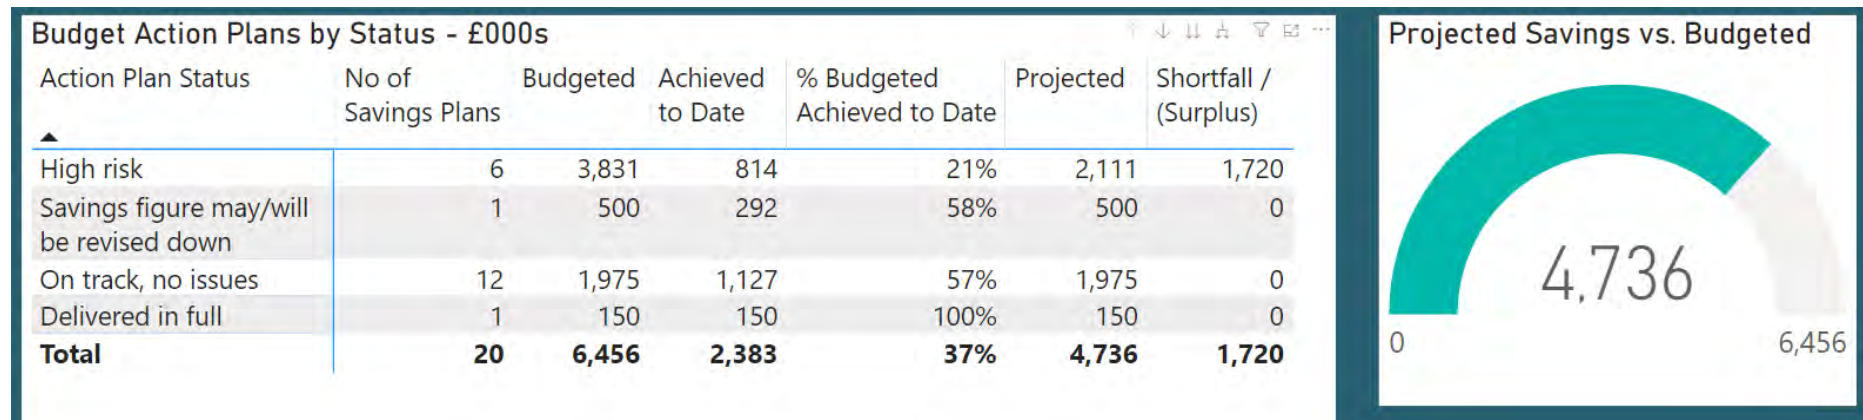 Budget Action Plans by Status - £000s
Action Plan Status No of Savings Plans Budgeted Achieved to Date % Budgeted Achieved to Date Projected Shortfall / (Surplus)
High risk 6 3,831 814 21% 2,111 1,720
Savings figure may/will be revised down 1 500 292 58% 500 0
On track, no issues 12 1,975 1,127 57% 1,975 0
Delivered in full 1 150 150 100% 150 0
Total 20 6,456 2,383 37% 4,736 1,720
Projected Savings vs. Budgeted
4,736
0 6,456